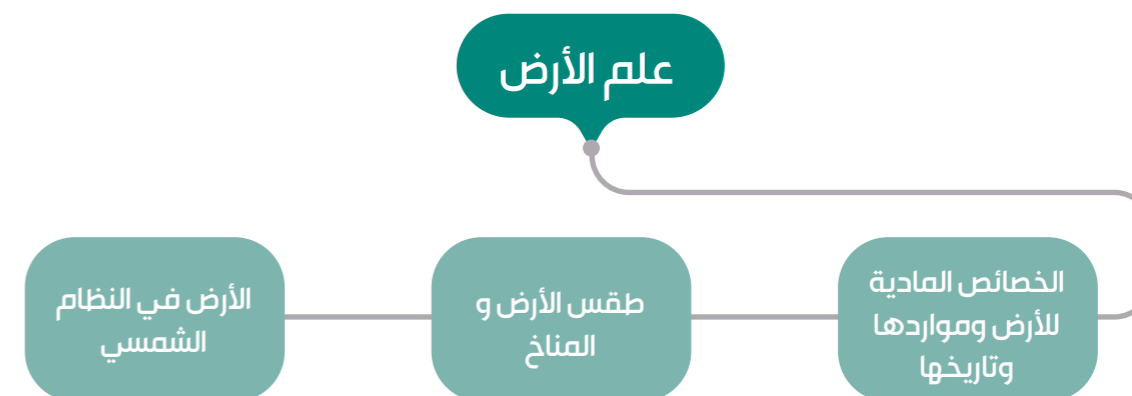 علم الأرض
الخصائص المادية
للأرض ومواردها
وتاريخها
طقس الأرض و
المناخ
الأرض في النظام
الشمسي